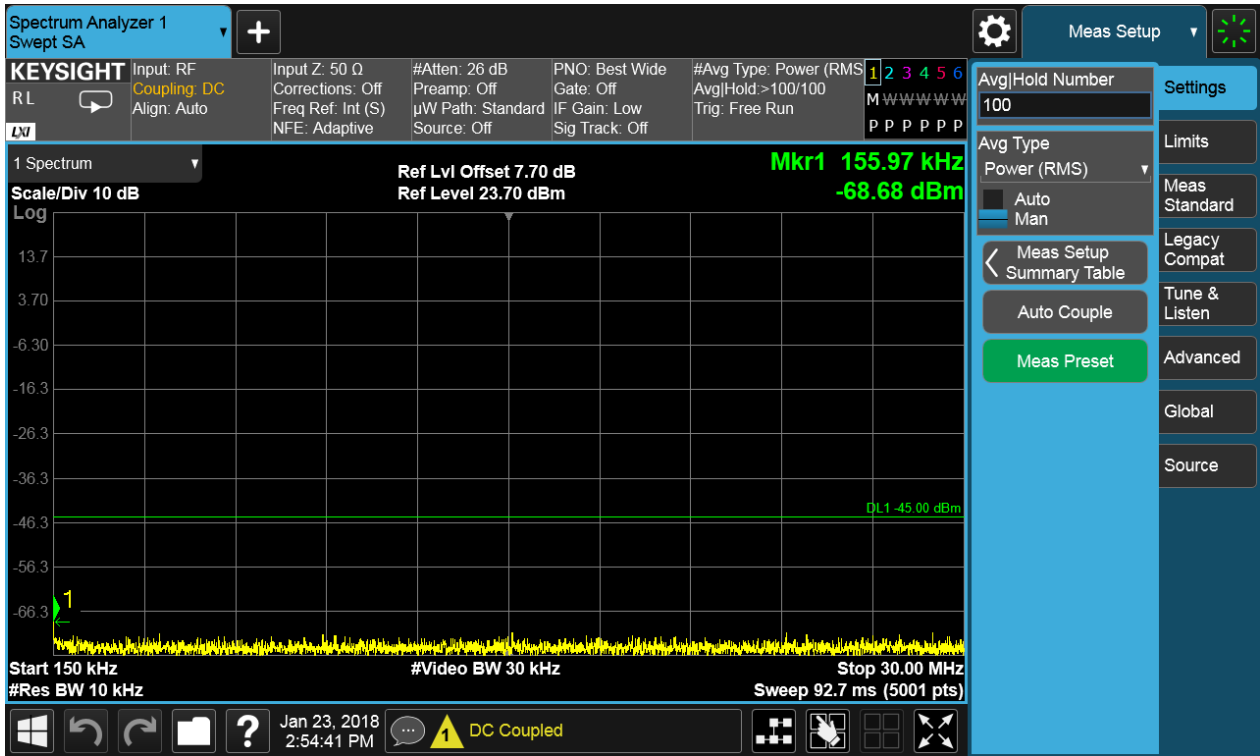 Spectrum Analyzer 1
Swept SA
+
Meas Setup
KEYSIGHT
R L
LXI
Input: RF
Coupling: DC
Align: Auto
Input Z: 50 Ω
Corrections: Off
Freq Ref: Int (S)
NFE: Adaptive
#Atten: 26 dB
Preamp: Off
µW Path: Standard
Source: Off
PNO: Best Wide
Gate: Off
IF Gain: Low
Sig Track: Off
#Avg Type: Power (RMS
Avg|Hold:>100/100
Trig: Free Run
1 2 3 4 5 6
M W W W W W
P P P P P P
1 Spectrum
Scale/Div 10 dB
Log
Ref Lvl Offset 7.70 dB
Ref Level 23.70 dBm
Mkr1 155.97 kHz
-68.68 dBm
13.7
3.70
-6.30
-16.3
-26.3
-36.3
DL1 -45.00 dBm
-46.3
-56.3
1
-66.3
Start 150 kHz
#Video BW 30 kHz
Stop 30.00 MHz
#Res BW 10 kHz
Sweep 92.7 ms (5001 pts)
Avg|Hold Number
100
Avg Type
Power (RMS)
Auto
Man
Meas Setup
Summary Table
Auto Couple
Meas Preset
Settings
Limits
Meas
Standard
Legacy
Compat
Tune &
Listen
Advanced
Global
Source
?
Jan 23, 2018
2:54:41 PM
1
DC Coupled